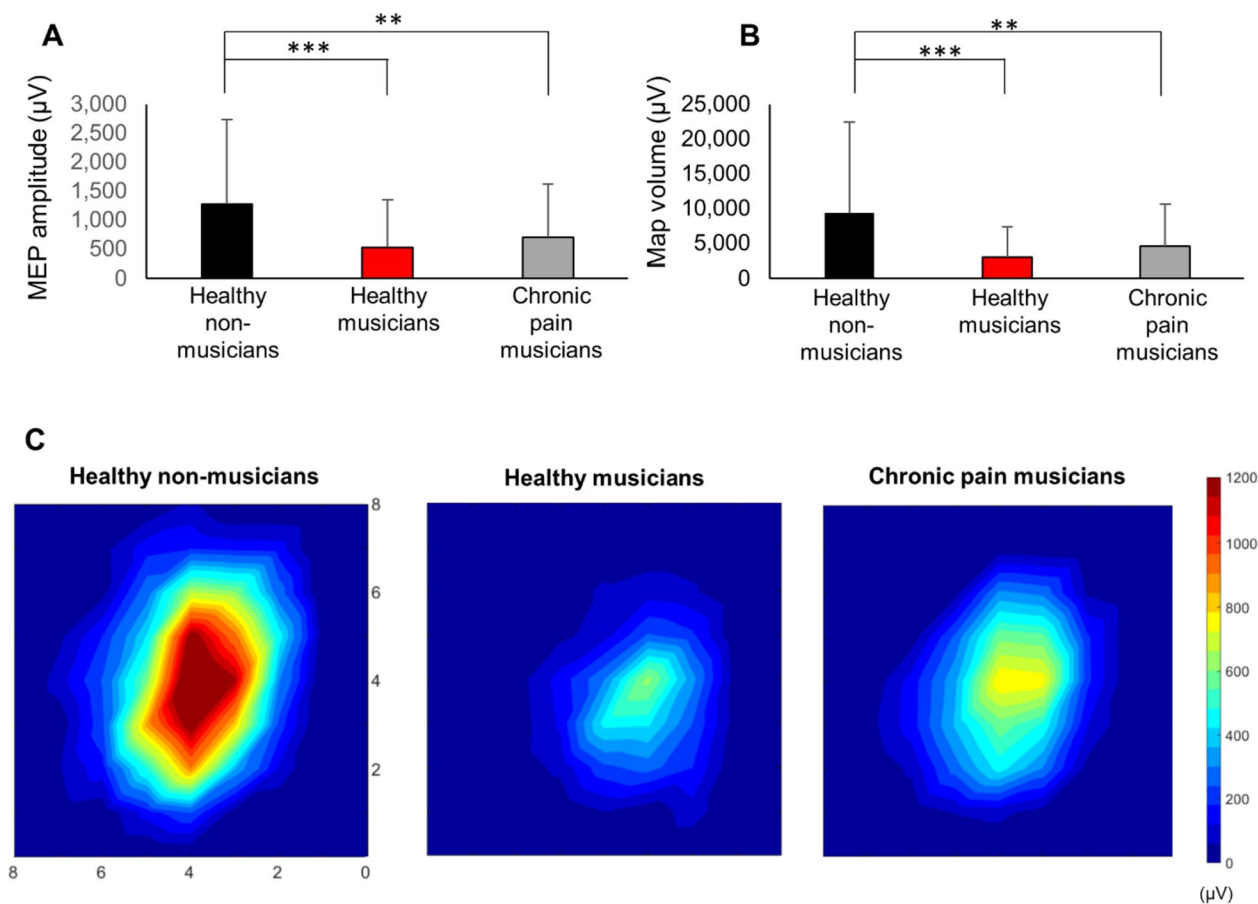 A
**
***
MEP amplitude (µV)
3,000
2,500
2,000
1,500
1,000
500
0
Healthy
non-
musicians
Healthy
musicians
Chronic
pain
musicians
B
**
***
Map volume (µV)
25,000
20,000
15,000
10,000
5,000
0
Healthy
non-
musicians
Healthy
musicians
Chronic
pain
musicians
C
Healthy non-musicians
8
6
4
2
8 6 4 2 0
Healthy musicians
Chronic pain musicians
1200
1000
800
600
400
200
0
(µV)